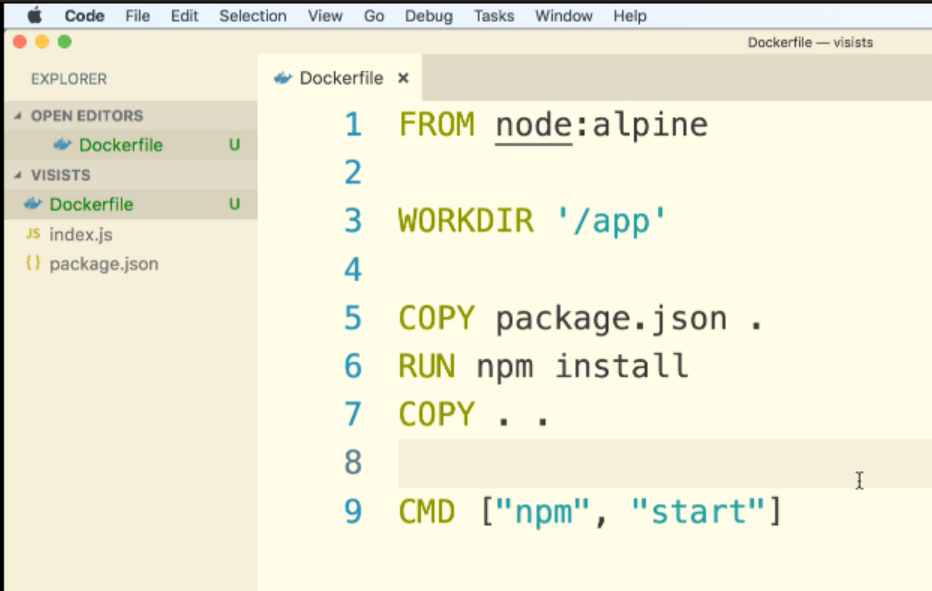 Code File Edit Selection View Go Debug Tasks Window Help
Dockerfile — visists
EXPLORER
Dockerfile ×
OPEN EDITORS
Dockerfile U
VISISTS
Dockerfile U
JS index.js
{} package.json
1 FROM node:alpine
2
3 WORKDIR '/app'
4
5 COPY package.json .
6 RUN npm install
7 COPY . .
8
9 CMD ["npm", "start"]